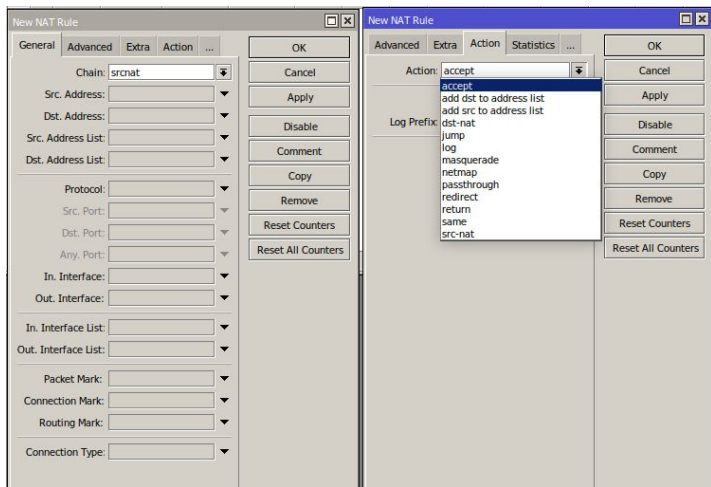 New NAT Rule
General Advanced Extra Action ...
Chain: srcnat
Src. Address:
Dst. Address:
Src. Address List:
Dst. Address List:
Protocol:
Src. Port:
Dst. Port:
Any. Port:
In. Interface:
Out. Interface:
In. Interface List:
Out. Interface List:
Packet Mark:
Connection Mark:
Routing Mark:
Connection Type:
OK
Cancel
Apply
Disable
Comment
Copy
Remove
Reset Counters
Reset All Counters
New NAT Rule
Advanced Extra Action Statistics ...
Action: accept
accept
add dst to address list
add src to address list
dst-nat
jump
log
masquerade
netmap
passthrough
redirect
return
same
src-nat
Log Prefix:
OK
Cancel
Apply
Disable
Comment
Copy
Remove
Reset Counters
Reset All Counters